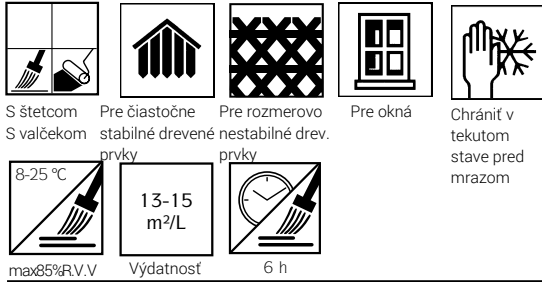 S štetcom
S valčekom
Pre čiastočne
stabilné drevené
prvky
Pre rozmerovo
nestabilné drev.
prvky
Pre okná
Chrániť v
tekutom
stave pred
mrazom
8-25 °C
max85%R.V.V
13-15
m²/L
Výdatnosť
6 h